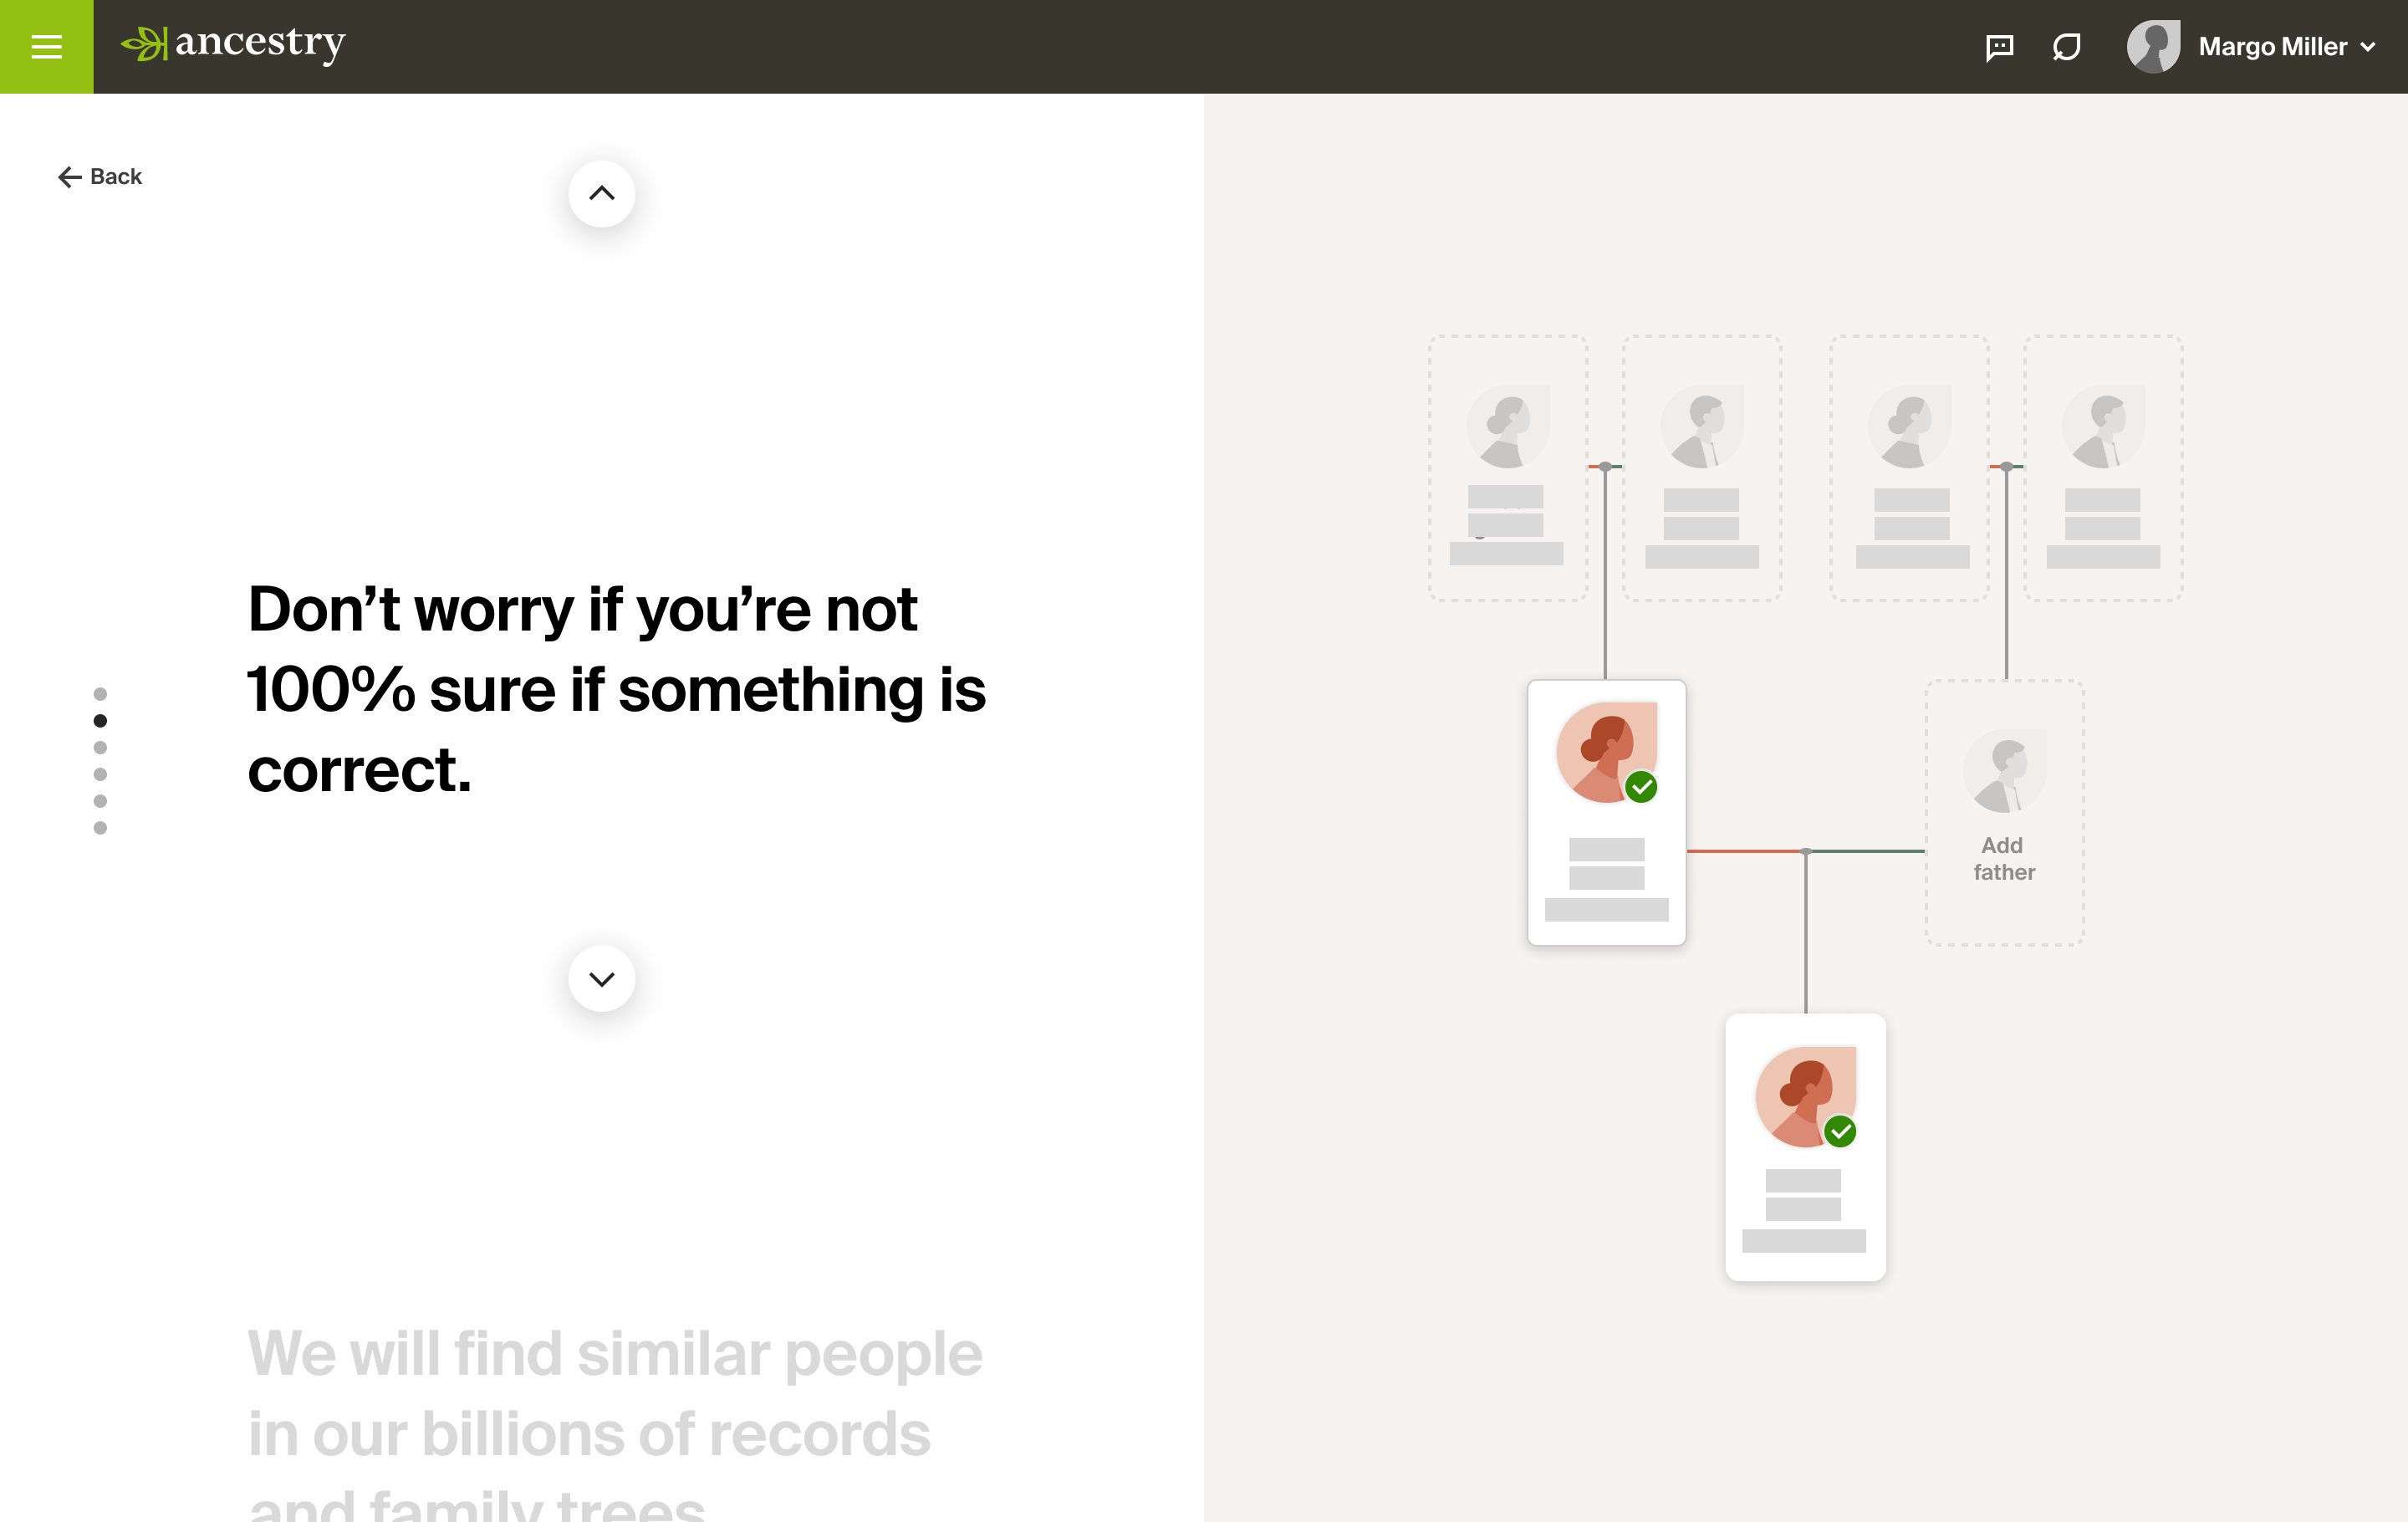 ancestry
Margo Miller
Back
Don’t worry if you’re not
100% sure if something is
correct.
We will find similar people
in our billions of records
and family trees
Add
father